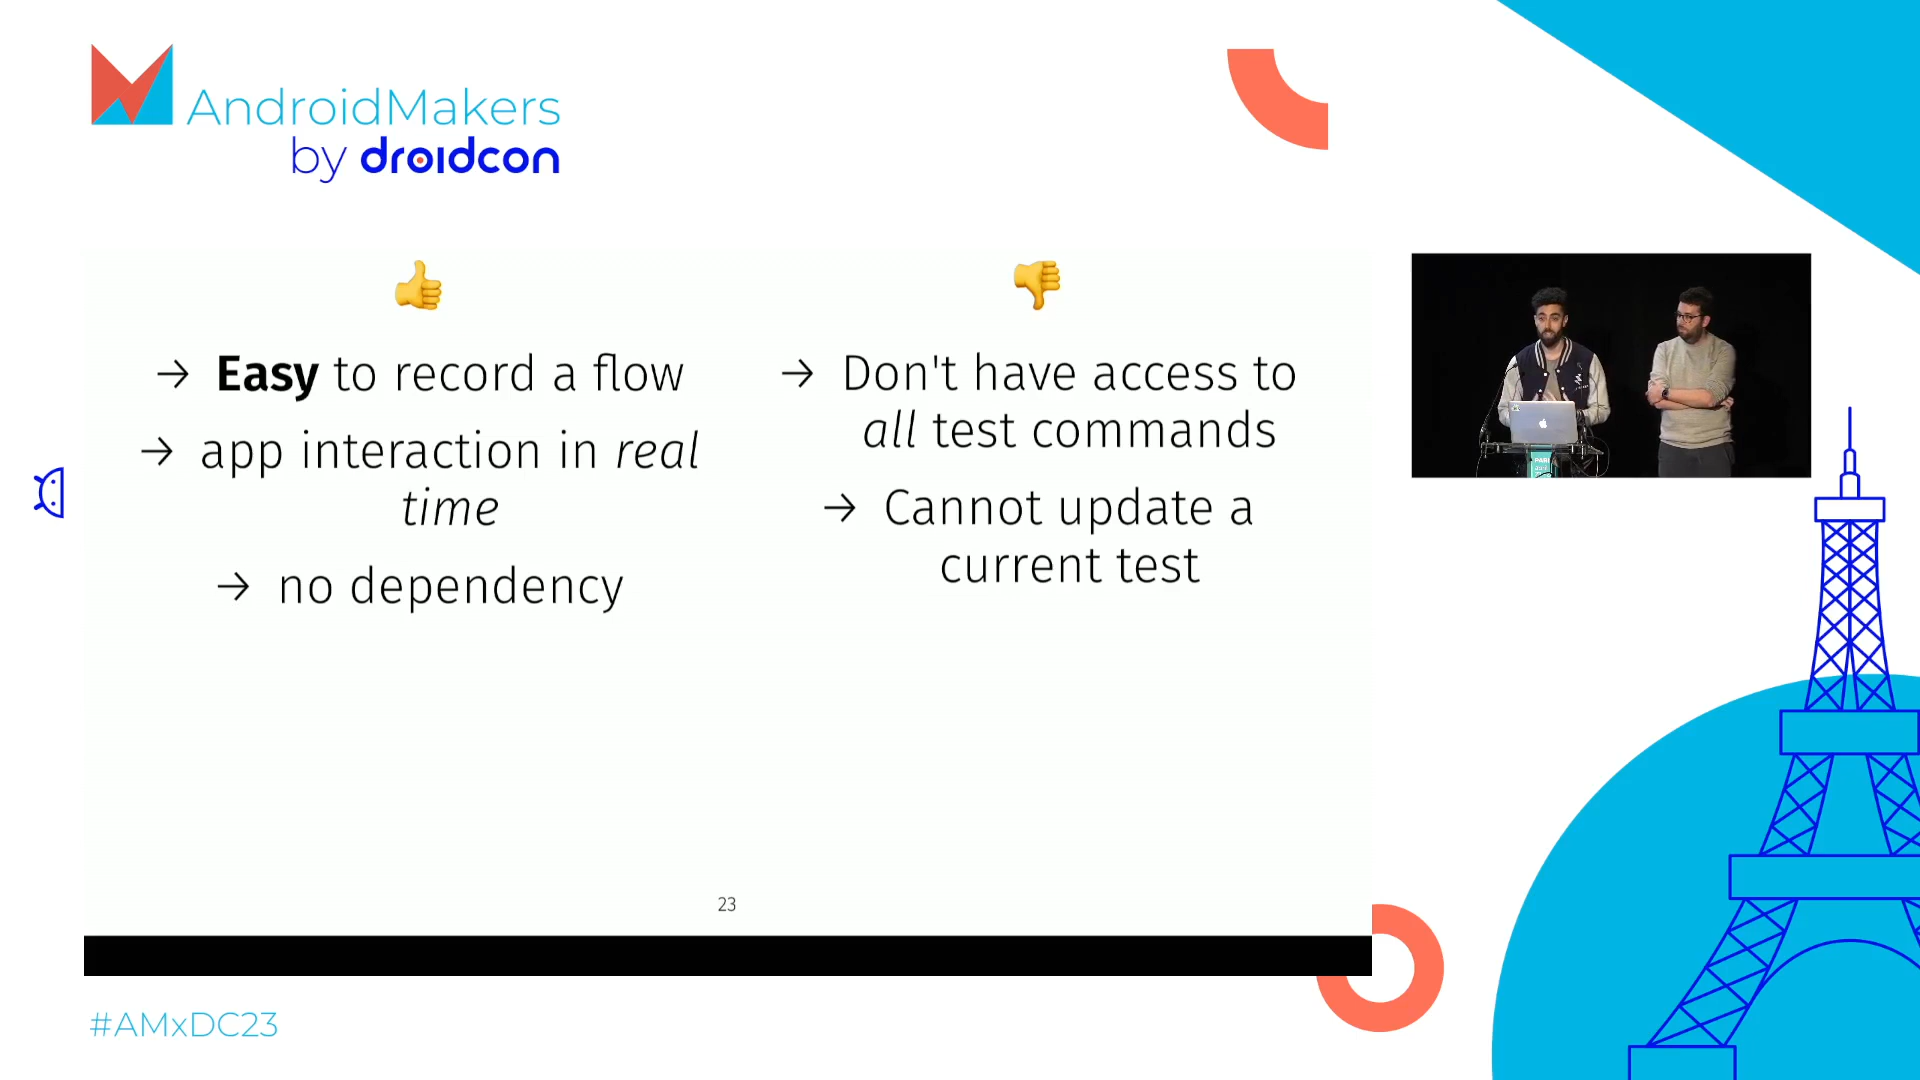 AndroidMakers
by droidcon
👍
→ Easy to record a flow
→ app interaction in real
time
→ no dependency
👎
→ Don't have access to
all test commands
→ Cannot update a
current test
23
#AMxDC23